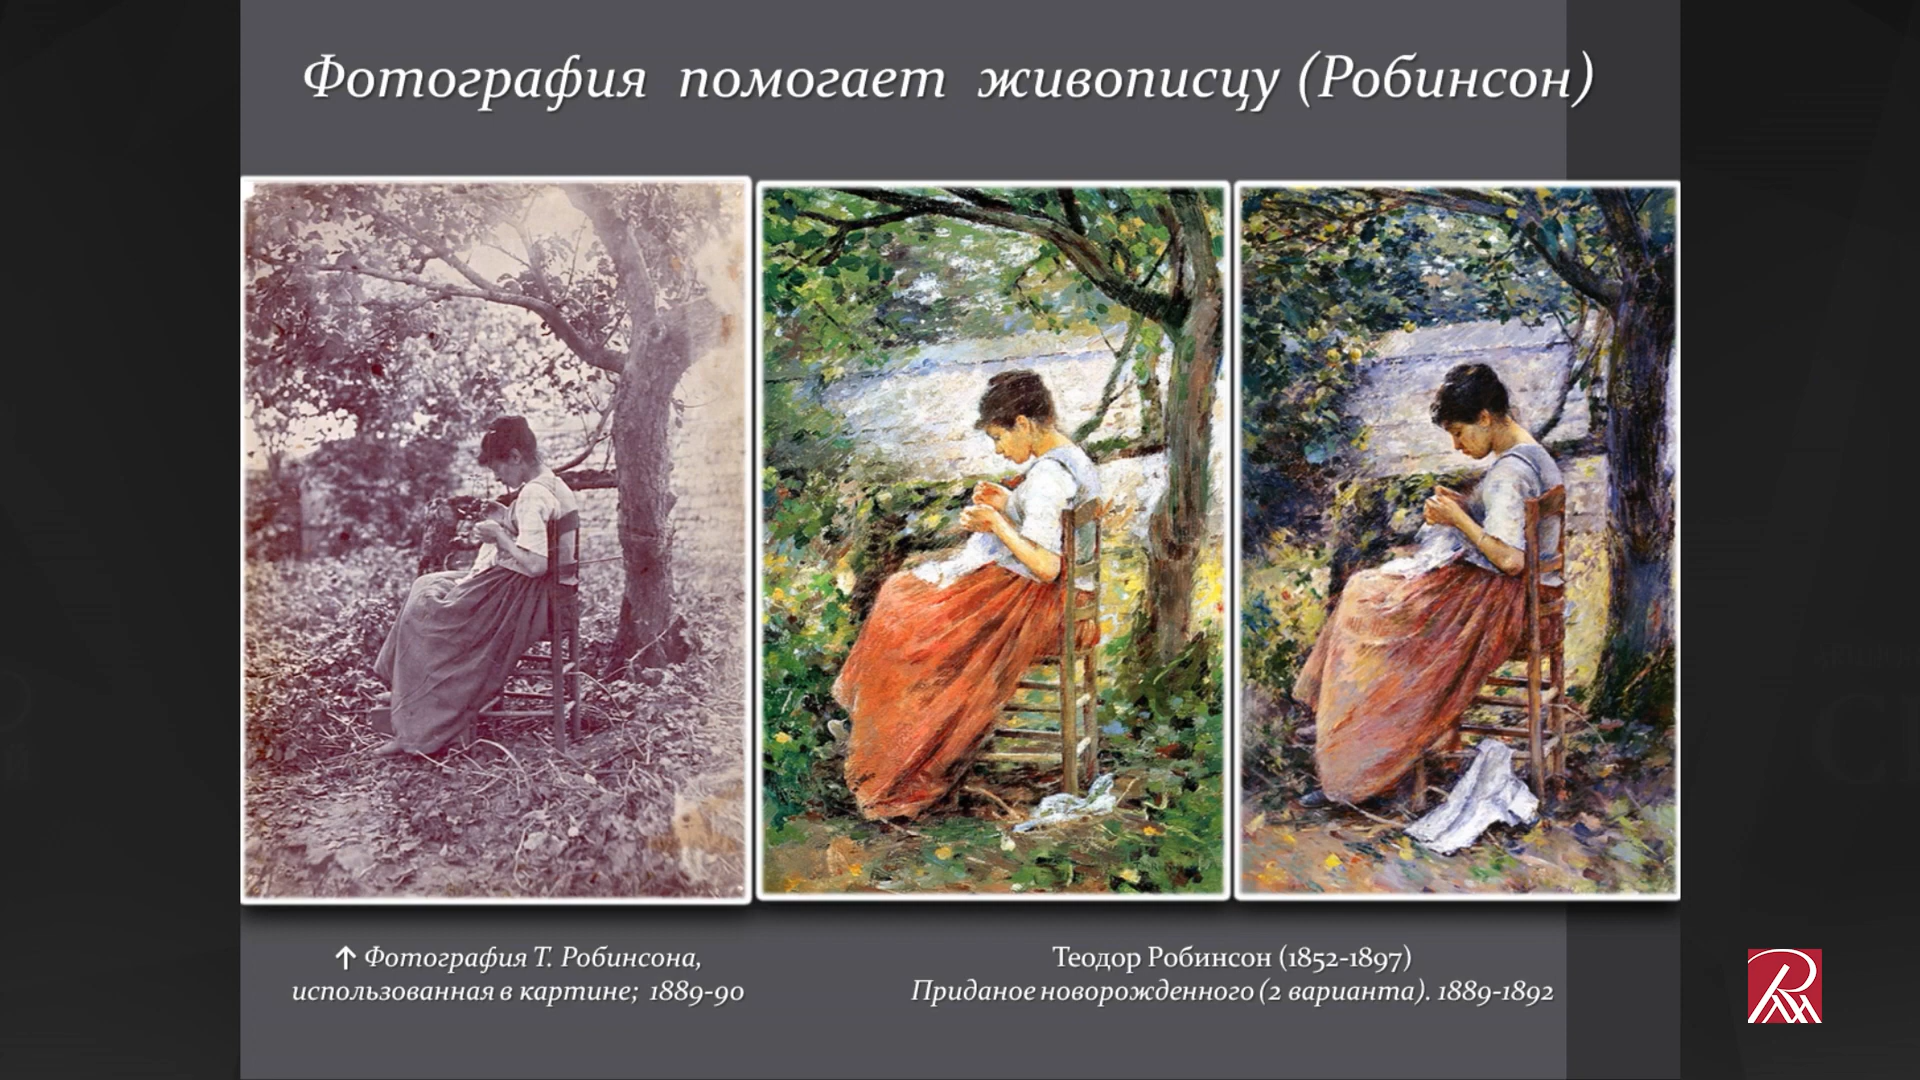 Фотография помогает живописцу (Робинсон)
↑ Фотография Т. Робинсона,
использованная в картине; 1889-90
Теодор Робинсон (1852-1897)
Приданое новорожденного (2 варианта). 1889-1892